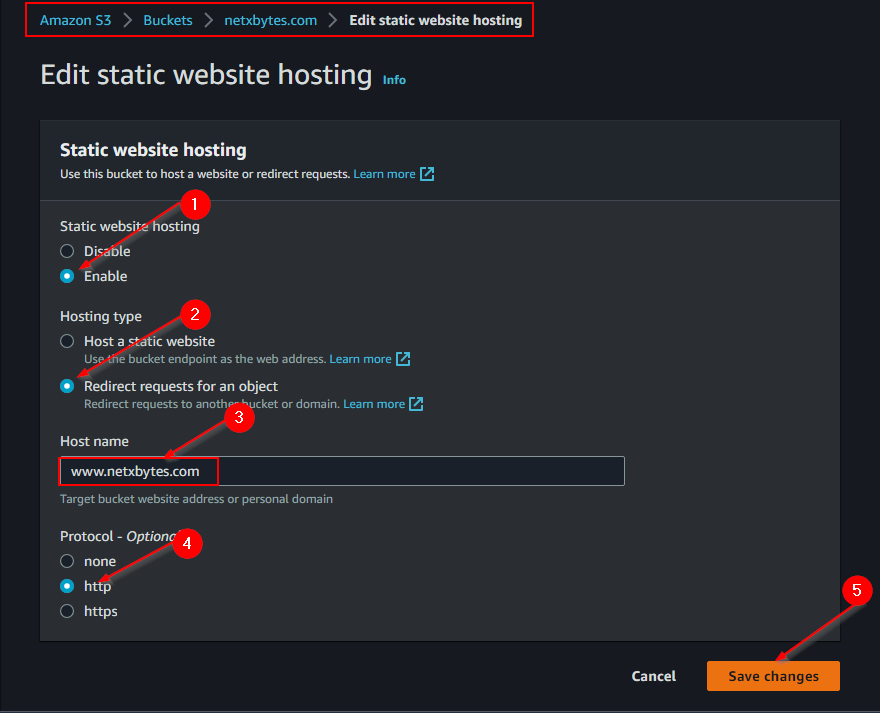 Amazon S3 > Buckets > netxbytes.com > Edit static website hosting
Edit static website hosting Info
Static website hosting
Use this bucket to host a website or redirect requests. Learn more
1
Static website hosting
Disable
Enable
2
Hosting type
Host a static website
Use the bucket endpoint as the web address. Learn more
Redirect requests for an object
Redirect requests to another bucket or domain. Learn more
3
Host name
www.netxbytes.com
Target bucket website address or personal domain
Protocol - Optional
4
none
http
https
5
Cancel Save changes